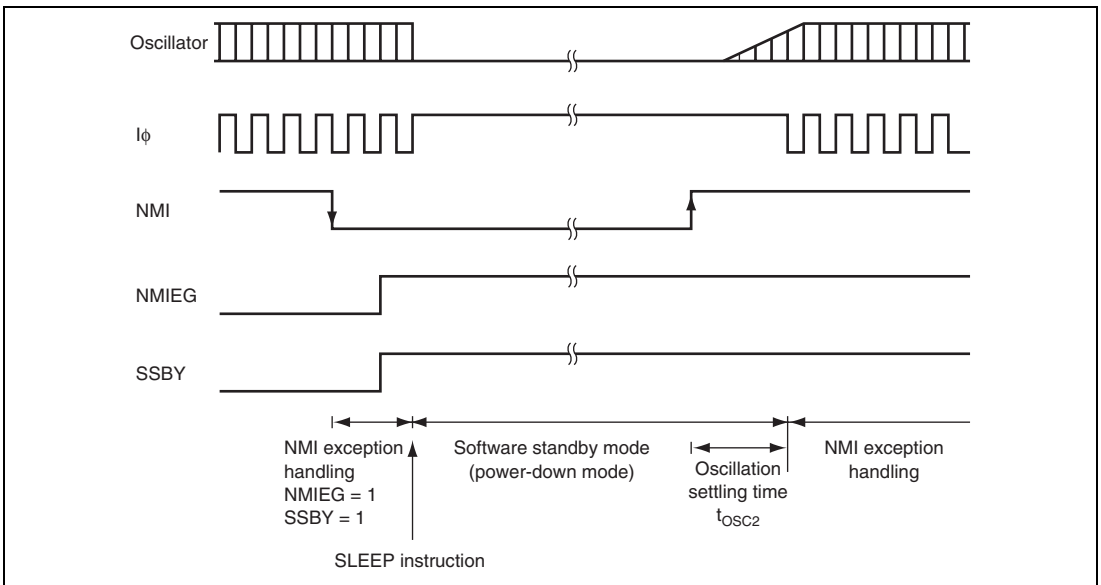 Oscillator
Iφ
NMI
NMIEG
SSBY
NMI exception
handling
NMIEG = 1
SSBY = 1
Software standby mode
(power-down mode)
Oscillation
settling time
tOSC2
NMI exception
handling
SLEEP instruction